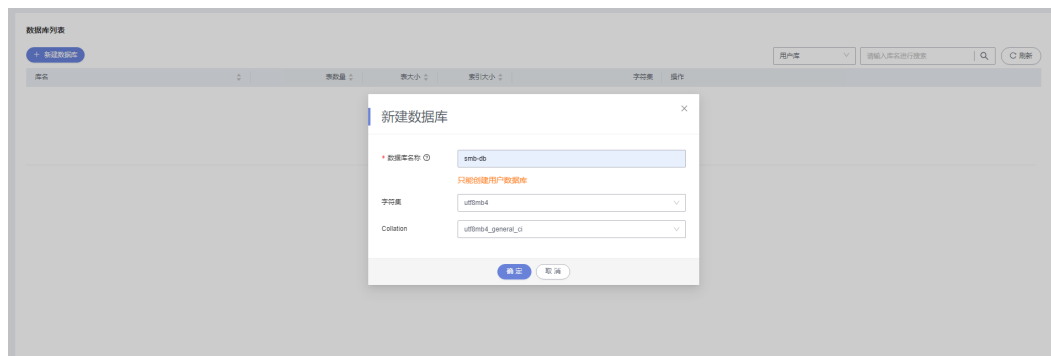 数据库列表
+ 新建数据库
用户库
请输入库名进行搜索
刷新
库名
表数量
表大小
索引大小
字符集
操作
新建数据库
* 数据库名称
smb-db
只能创建用户数据库
字符集
utf8mb4
Collation
utf8mb4_general_ci
确定
取消